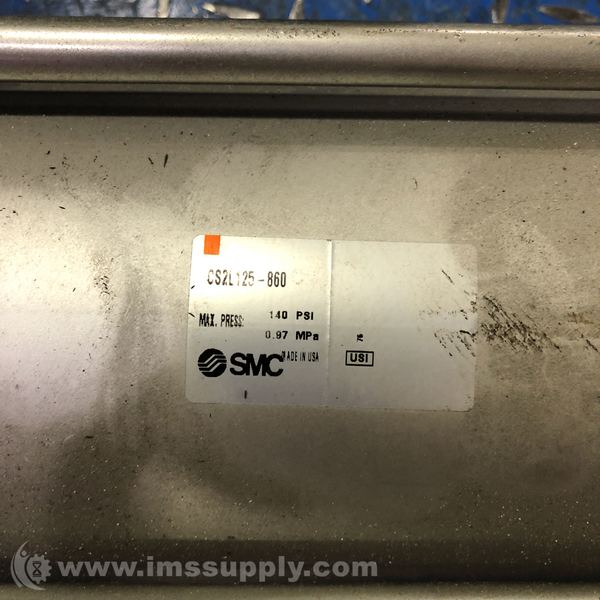 CS2L125-860
MAX. PRESS: 140 PSI
0.97 MPa
SMC MADE IN USA
USI
www.imssupply.com